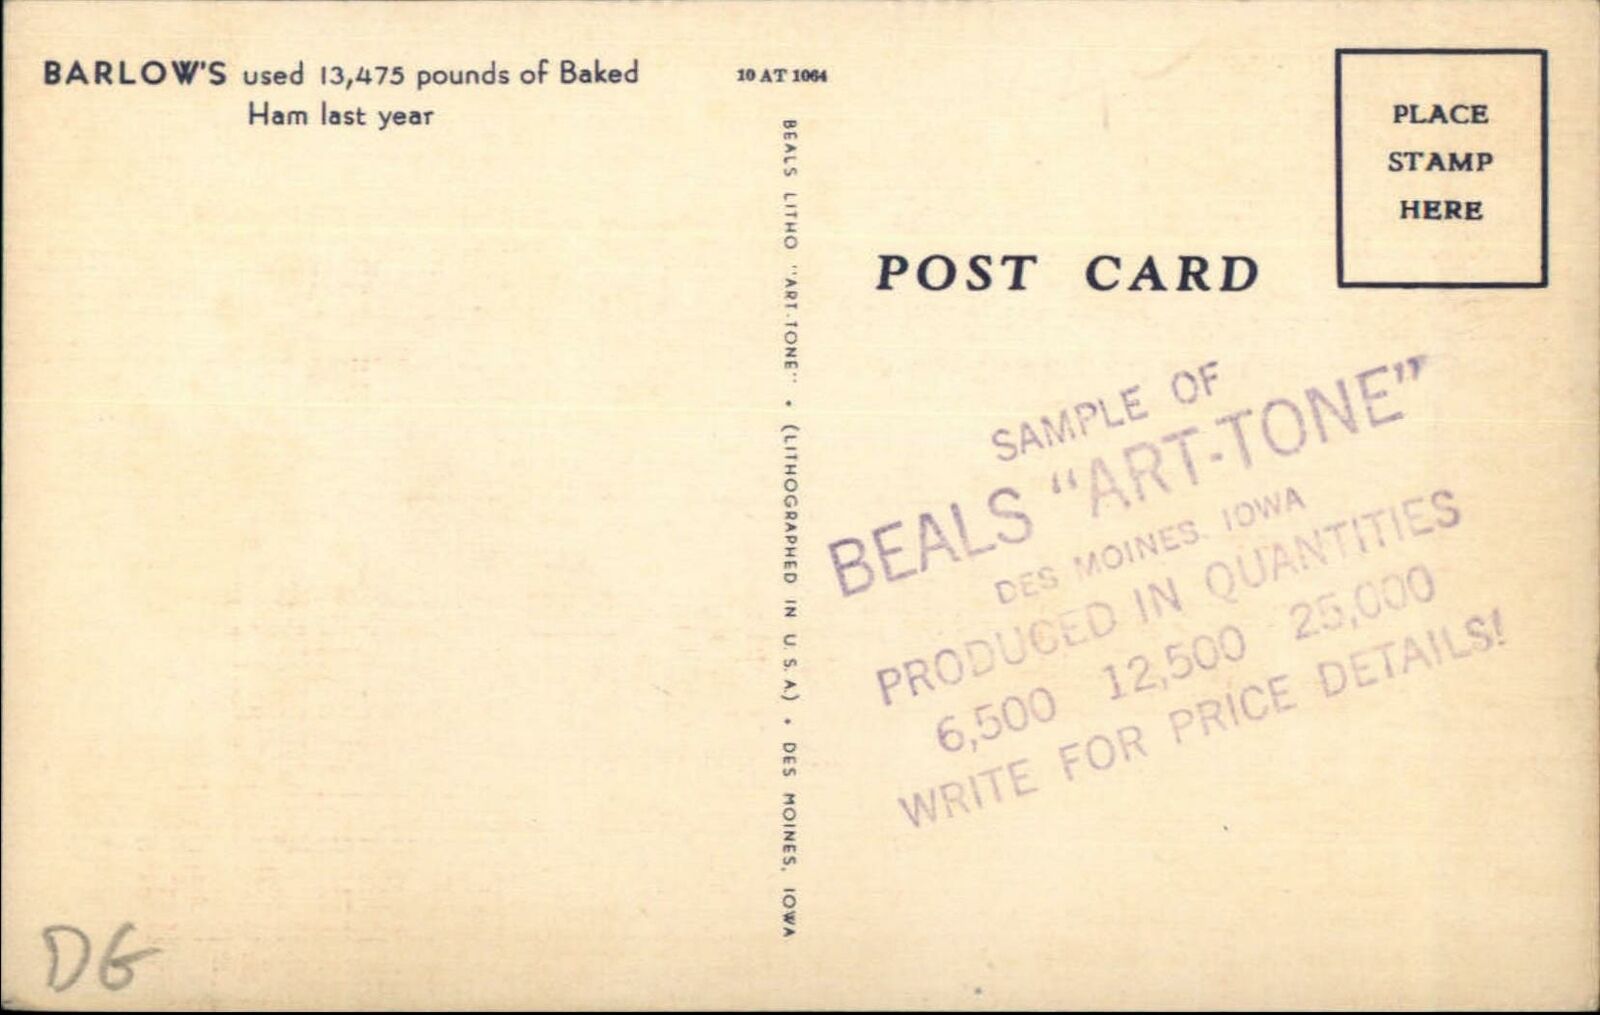 BARLOW'S used 13,475 pounds of Baked
Ham last year
10 AT 1064
BEALS LITHO "ART-TONE" • (LITHOGRAPHED IN U. S. A.) • DES MOINES, IOWA
PLACE
STAMP
HERE
POST CARD
SAMPLE OF
BEALS "ART-TONE"
DES MOINES, IOWA
PRODUCED IN QUANTITIES
6,500 12,500 25,000
WRITE FOR PRICE DETAILS!
DG